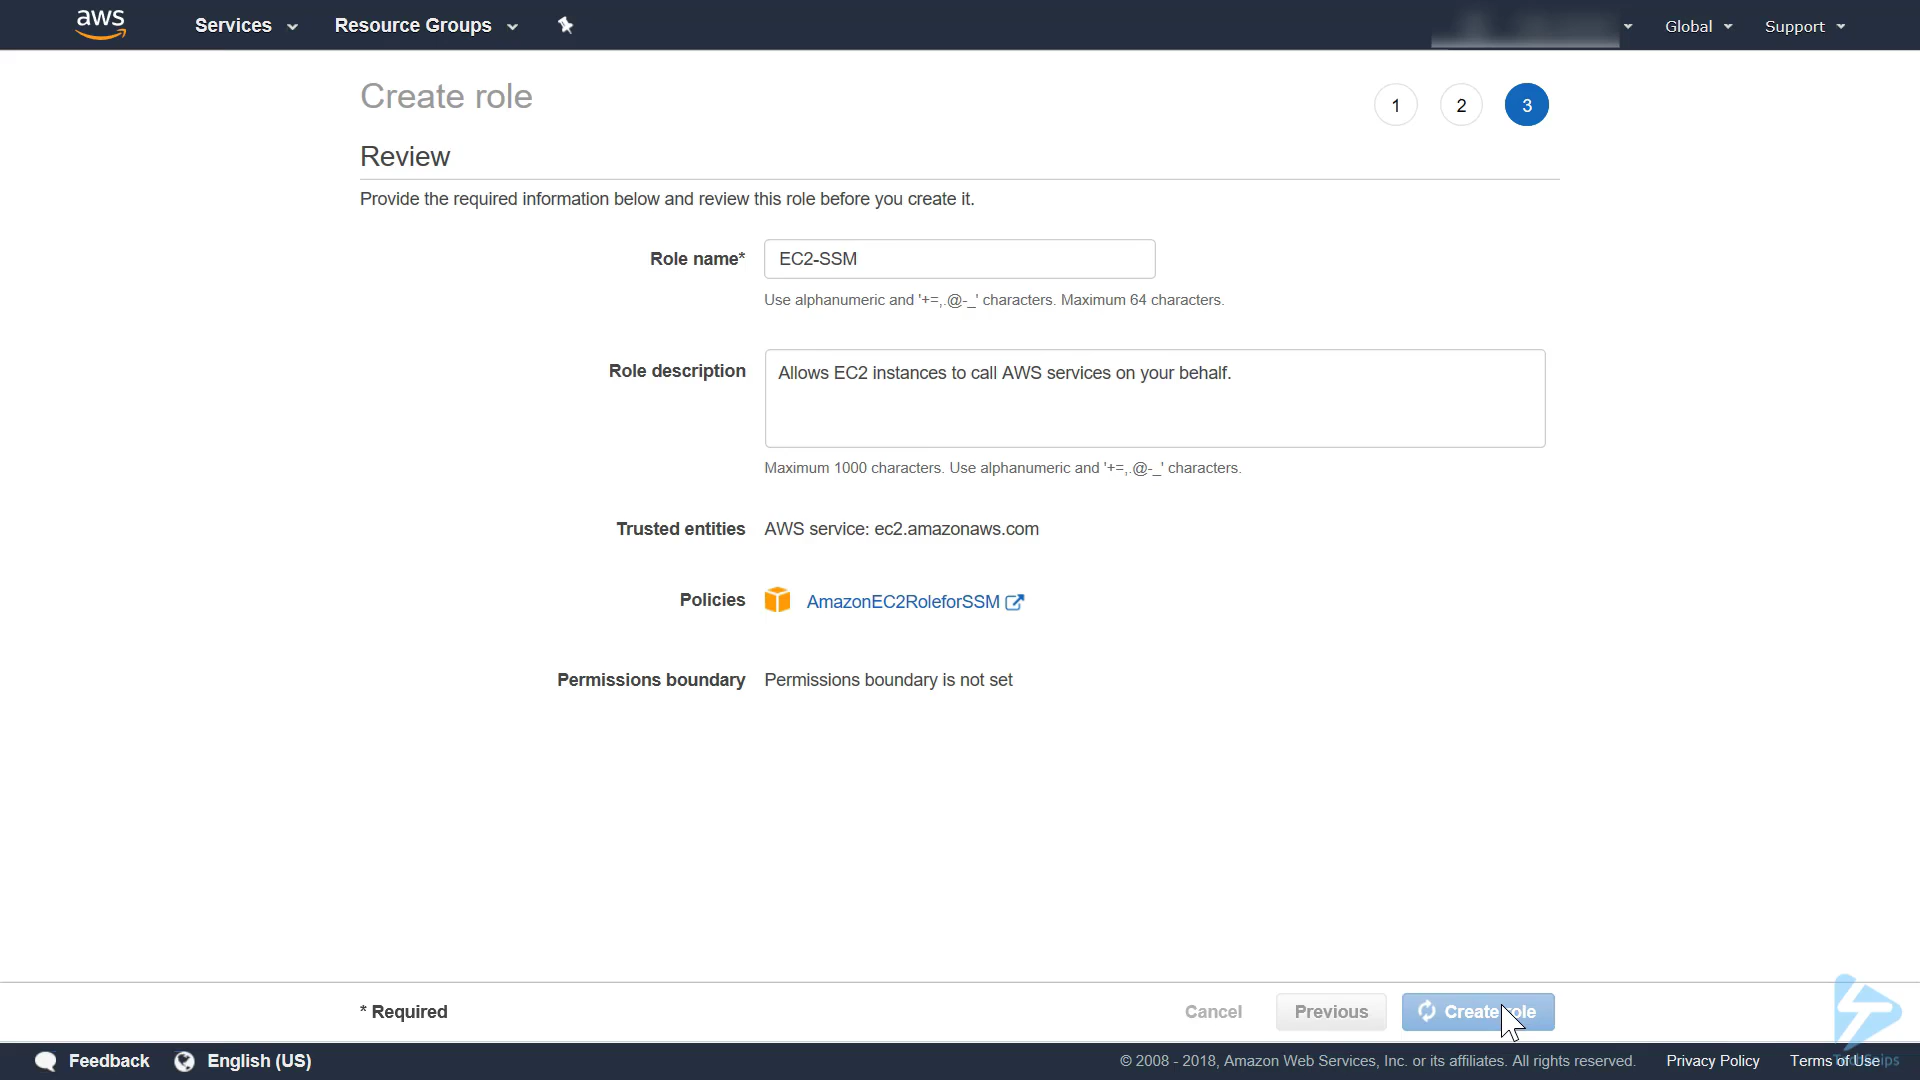 aws
Services
Resource Groups
Global
Support
Create role
1
2
3
Review
Provide the required information below and review this role before you create it.
Role name*
EC2-SSM
Use alphanumeric and '+=,.@-_' characters. Maximum 64 characters.
Role description
Allows EC2 instances to call AWS services on your behalf.
Maximum 1000 characters. Use alphanumeric and '+=,.@-_' characters.
Trusted entities
AWS service: ec2.amazonaws.com
Policies
AmazonEC2RoleforSSM
Permissions boundary
Permissions boundary is not set
* Required
Cancel
Previous
Create role
Feedback
English (US)
© 2008 - 2018, Amazon Web Services, Inc. or its affiliates. All rights reserved.
Privacy Policy
Terms of Use